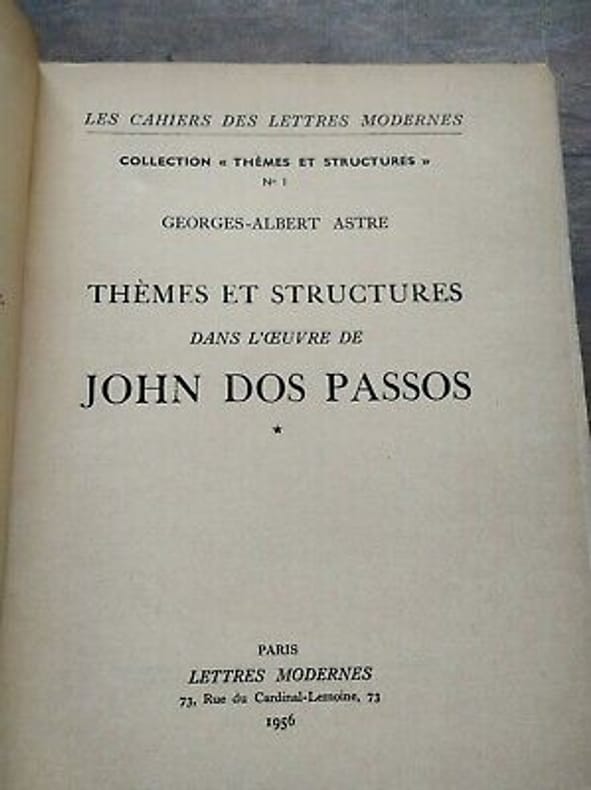 LES CAHIERS DES LETTRES MODERNES
COLLECTION « THÈMES ET STRUCTURES »
Nº 1
GEORGES-ALBERT ASTRE
THÈMES ET STRUCTURES
DANS L'ŒUVRE DE
JOHN DOS PASSOS
★
PARIS
LETTRES MODERNES
73, Rue du Cardinal-Lemoine, 73
1956